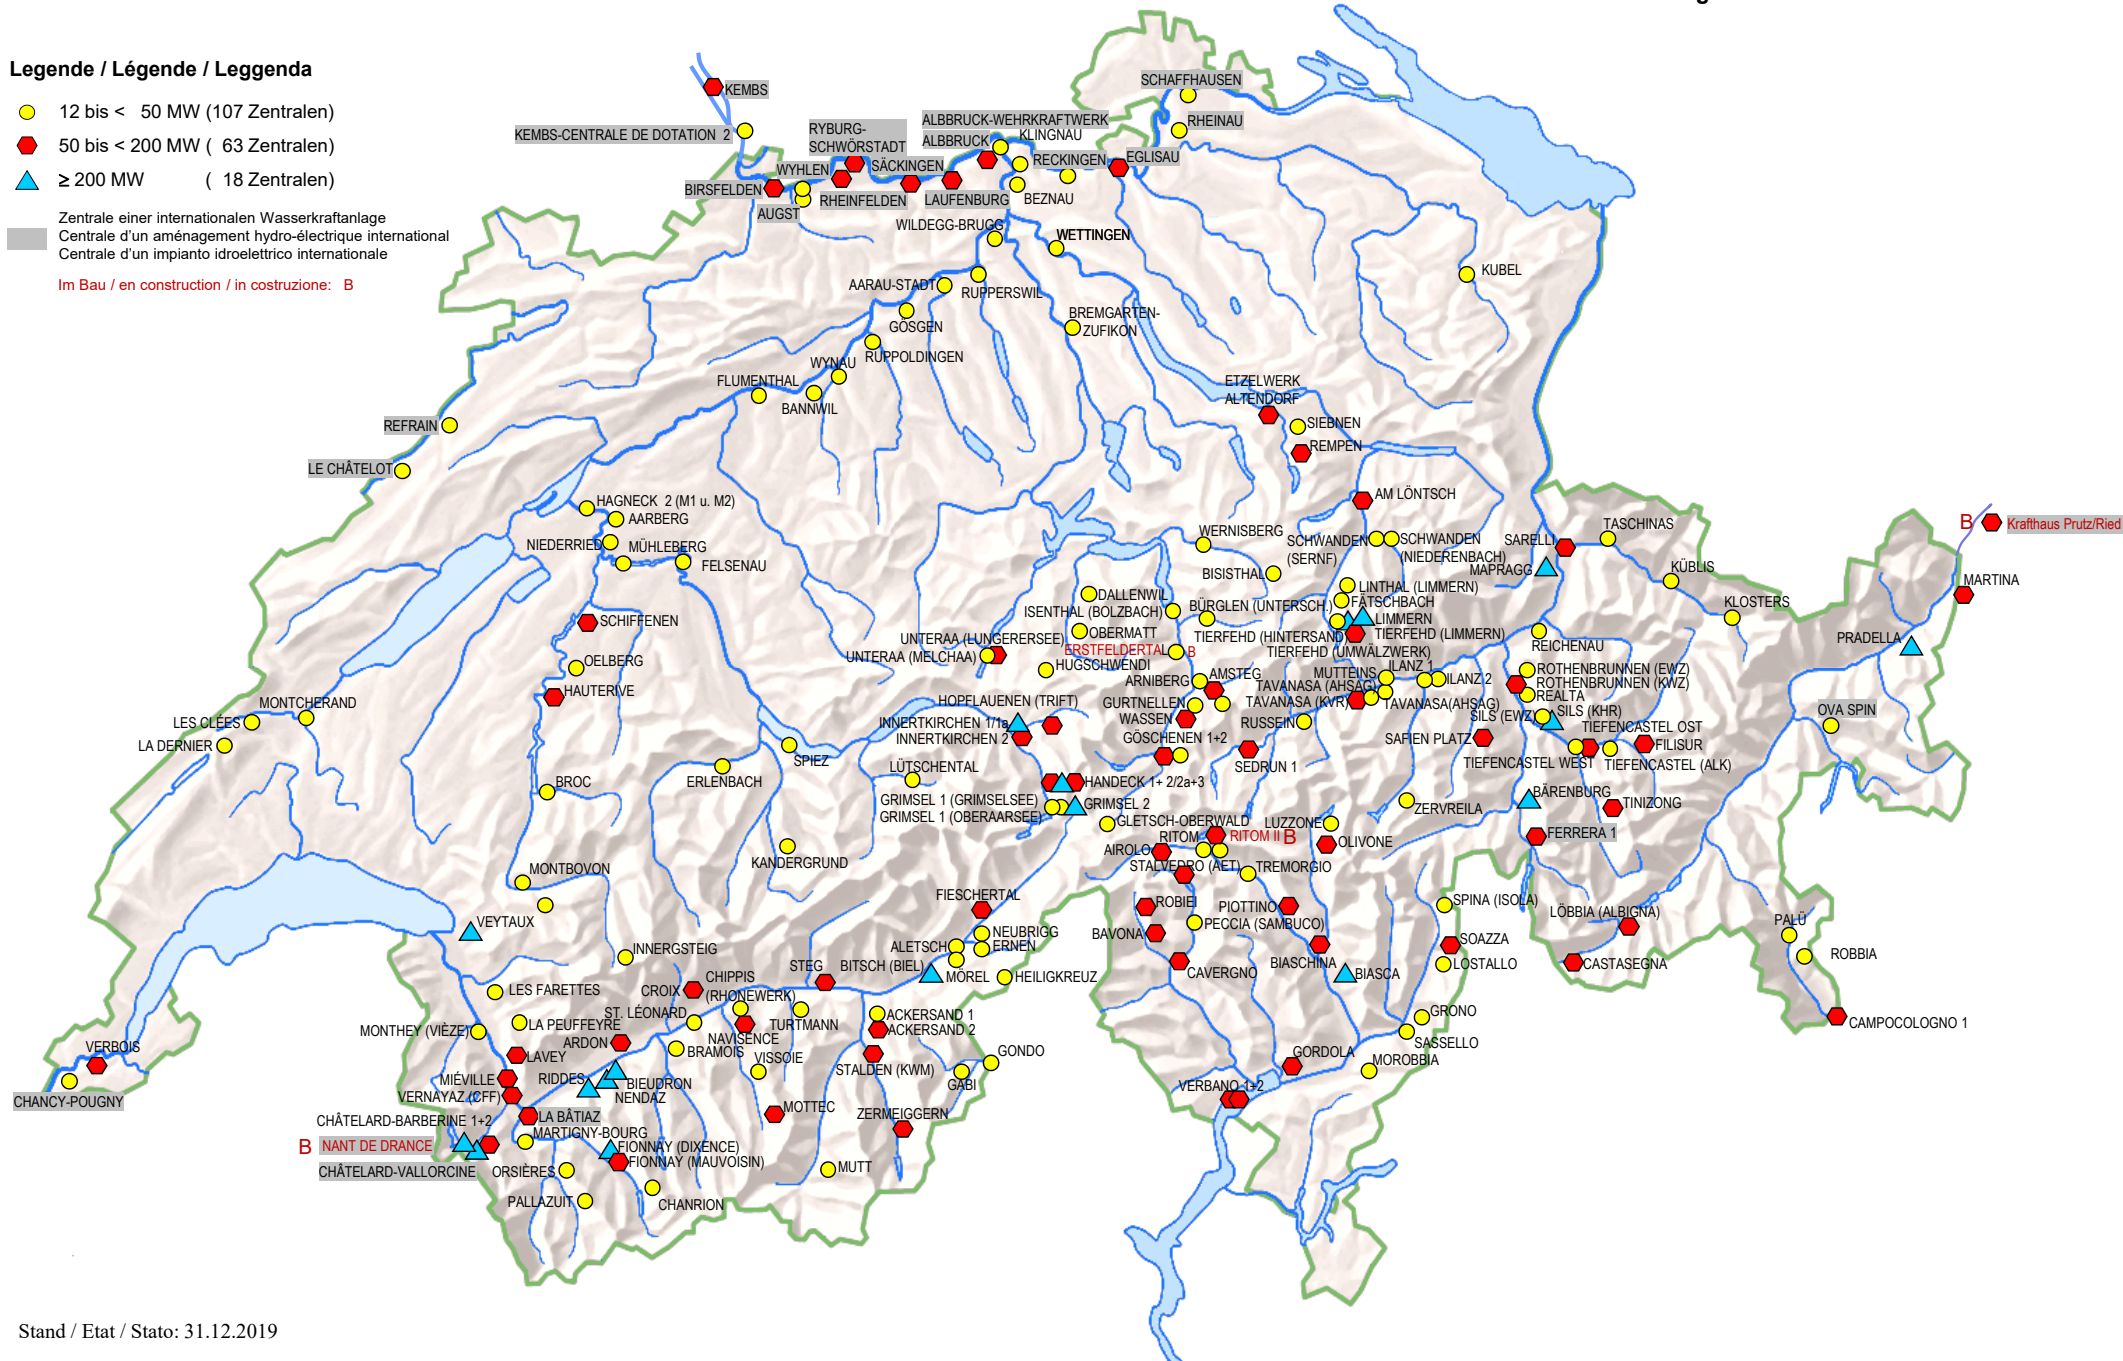 Legende / Légende / Leggenda
12 bis < 50 MW (107 Zentralen)
50 bis < 200 MW ( 63 Zentralen)
≥ 200 MW ( 18 Zentralen)
Zentrale einer internationalen Wasserkraftanlage
Centrale d'un aménagement hydro-électrique international
Centrale d'un impianto idroelettrico internationale
Im Bau / en construction / in costruzione: B
KEMBS
KEMBS-CENTRALE DE DOTATION 2
SCHAFFHAUSEN
RHEINAU
ALBBRUCK-WEHRKRAFTWERK
KLINGNAU
ALBBRUCK
RYBURG-
SCHWÖRSTADT
SÄCKINGEN
RECKINGEN
EGLISAU
WYHLEN
BIRSFELDEN
AUGST
RHEINFELDEN
LAUFENBURG
BEZNAU
WILDEGG-BRUGG
WETTINGEN
KUBEL
AARAU-STADT
RUPPERSWIL
GÖSGEN
BREMGARTEN-
ZUFIKON
RUPPOLDINGEN
WYNAU
FLUMENTHAL
BANNWIL
ETZELWERK
ALTENDORF
SIEBNEN
REMPEN
REFRAIN
LE CHÂTELOT
HAGNECK 2 (M1 u. M2)
AARBERG
NIEDERRIED
MÜHLEBERG
FELSENAU
AM LÖNTSCH
WERNISBERG
SCHWANDEN
(SERNF)
SCHWANDEN
(NIEDERENBACH)
SARELLI
TASCHINAS
MAPRAGG
KÜBLIS
B
Krafthaus Prutz/Ried
MARTINA
BISISTHAL
LINTHAL (LIMMERN)
FÄTSCHBACH
DALLENWIL
ISENTHAL (BOLZBACH)
BÜRGLEN (UNTERSCH.)
LIMMERN
KLOSTERS
SCHIFFENEN
OBERMATT
TIERFEHD (HINTERSAND)
TIERFEHD (LIMMERN)
REICHENAU
PRADELLA
UNTERAA (LUNGERERSEE)
UNTERAA (MELCHAA)
ERSTFELDERTAL
B
TIERFEHD (UMWÄLZWERK)
OELBERG
HUGSCHWENDI
ARNIBERG
AMSTEG
MUTTEINS
ILANZ 1
ILANZ 2
ROTHENBRUNNEN (EWZ)
ROTHENBRUNNEN (KWZ)
REALTA
HAUTERIVE
HOPFLAUENEN (TRIFT)
GURTNELLEN
TAVANASA (AHSAG)
TAVANASA (KVR)
TAVANASA(AHSAG)
MONTCHERAND
LES CLÉES
LA DERNIER
INNERTKIRCHEN 1/1a
INNERTKIRCHEN 2
WASSEN
RUSSEIN
SILS (EWZ)
SILS (KHR)
OVA SPIN
GÖSCHENEN 1+2
SAFIEN PLATZ
TIEFENCASTEL OST
FILISUR
SPIEZ
SEDRUN 1
TIEFENCASTEL WEST
TIEFENCASTEL (ALK)
LÜTSCHENTAL
ERLENBACH
BROC
HANDECK 1+ 2/2a+3
GRIMSEL 1 (GRIMSELSEE)
GRIMSEL 1 (OBERAARSEE)
GRIMSEL 2
ZERVREILA
BÄRENBURG
TINIZONG
GLETSCH-OBERWALD
LUZZONE
RITOM
RITOM II B
FERRERA 1
OLIVONE
AIROLO
KANDERGRUND
STALVEDRO (AET)
TREMORGIO
MONTBOVON
FIESCHERTAL
ROBIEI
PIOTTINO
SPINA (ISOLA)
LÖBBIA (ALBIGNA)
PALÜ
VEYTAUX
NEUBRIGG
PECCIA (SAMBUCO)
BAVONA
ALETSCH
ERNEN
SOAZZA
ROBBIA
INNERGSTEIG
STEG
BITSCH (BIEL)
MÖREL
HEILIGKREUZ
CAVERGNO
BIASCHINA
BIASCA
LOSTALLO
CASTASEGNA
CHIPPIS
(RHONEWERK)
CROIX
LES FARETTES
MONTHEY (VIÈZE)
LA PEUFFEYRE
ST. LÉONARD
TURTMANN
ACKERSAND 1
ACKERSAND 2
GRONO
CAMPOCOLOGNO 1
ARDON
NAVISENCE
SASSELLO
VERBOIS
LAVEY
BRAMOIS
VISSOIE
GORDOLA
MOROBBIA
GONDO
STALDEN (KWM)
GABI
MIÉVILLE
RIDDES
BIEUDRON
NENDAZ
VERNAYAZ (CFF)
VERBANO 1+2
CHANCY-POUGNY
CHÂTELARD-BARBERINE 1+2
LA BÂTIAZ
MOTTEC
ZERMEIGGERN
MARTIGNY-BOURG
B NANT DE DRANCE
FIONNAY (DIXENCE)
FIONNAY (MAUVOISIN)
CHÂTELARD-VALLORCINE
ORSIÈRES
MUTT
PALLAZUIT
CHANRION
Stand / Etat / Stato: 31.12.2019